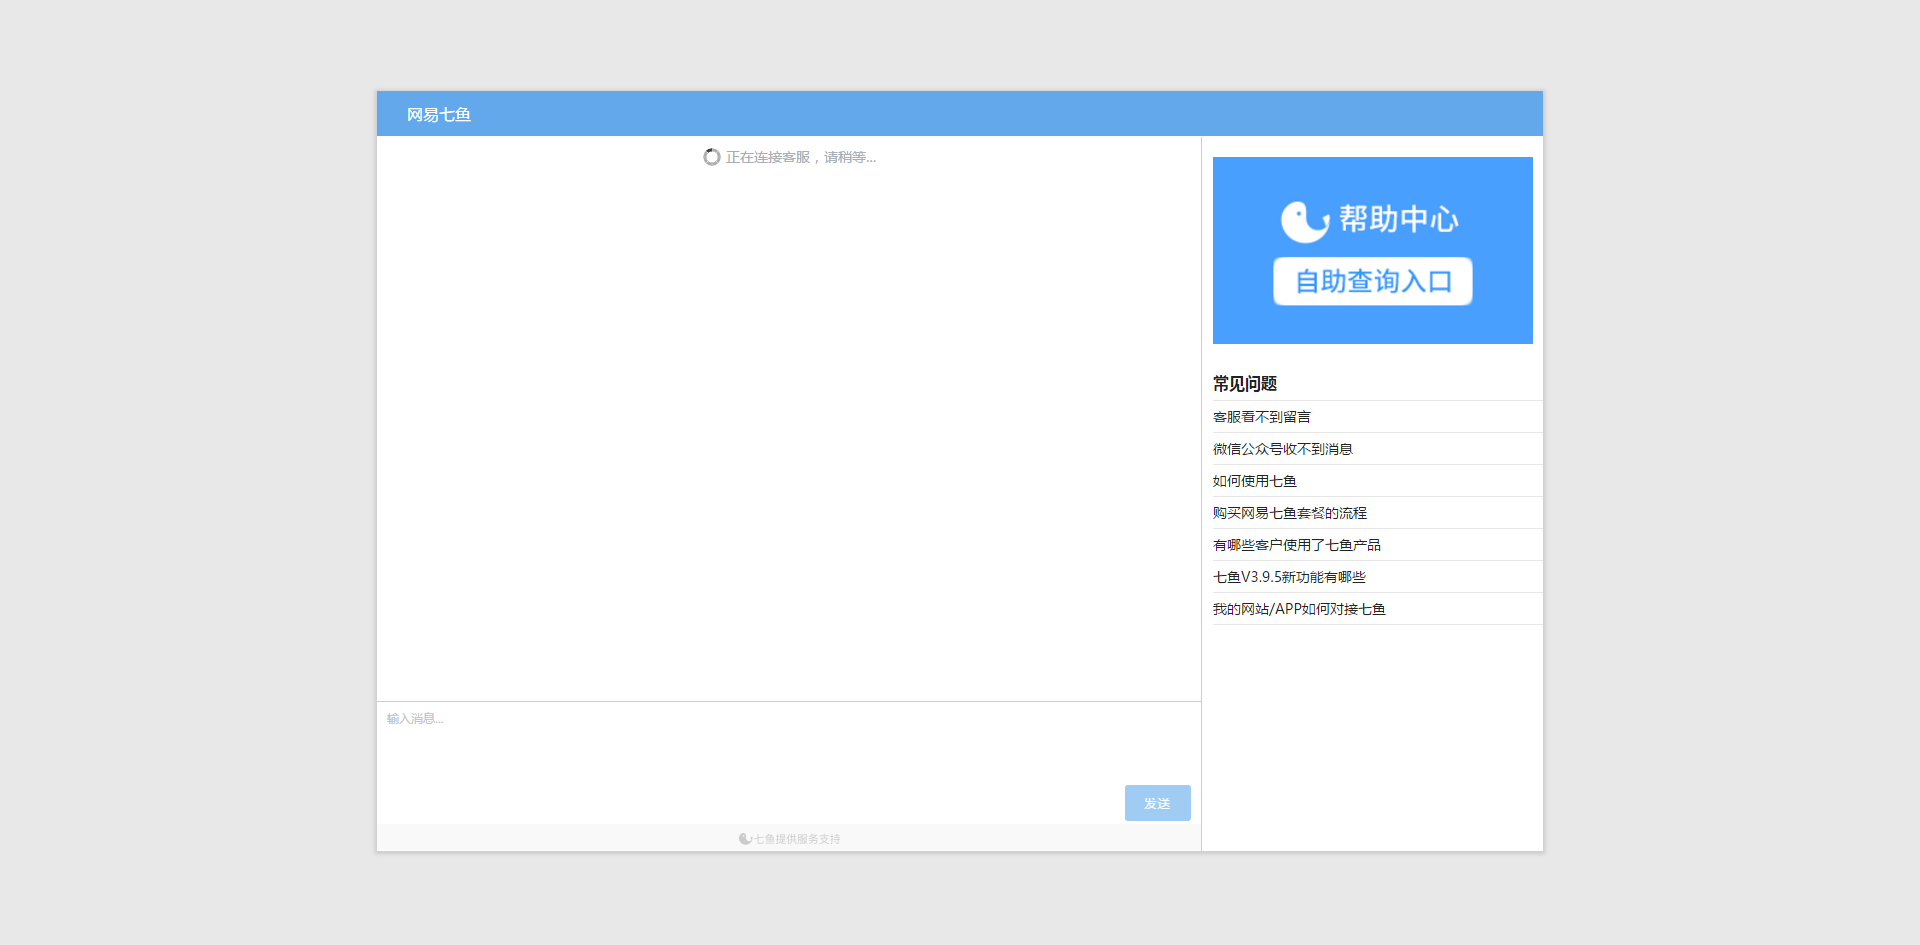 网易七鱼
正在连接客服，请稍等...
输入消息...
发送
七鱼提供服务支持
帮助中心
自助查询入口
常见问题
客服看不到留言
微信公众号收不到消息
如何使用七鱼
购买网易七鱼套餐的流程
有哪些客户使用了七鱼产品
七鱼V3.9.5新功能有哪些
我的网站/APP如何对接七鱼